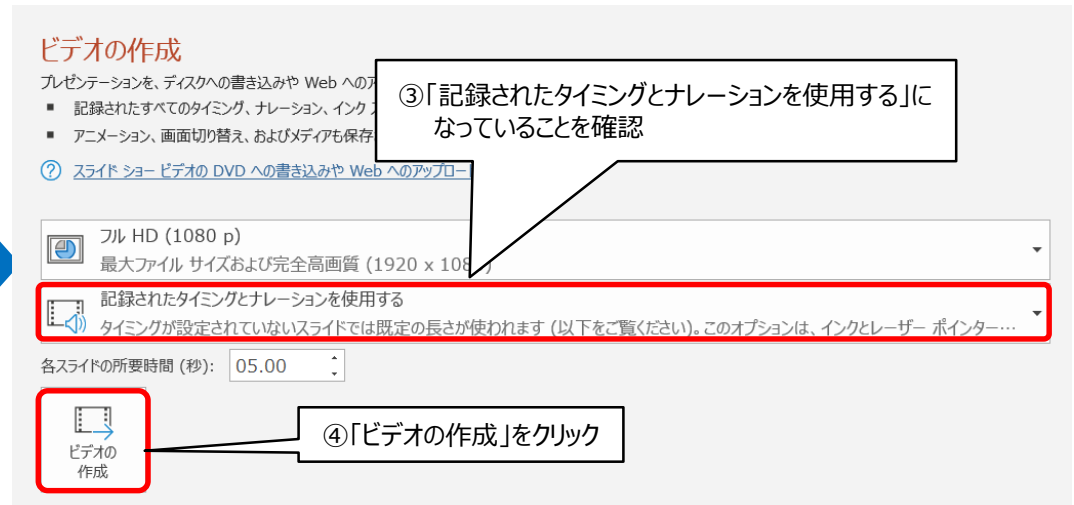 ビデオの作成
プレゼンテーションを、ディスクへの書き込みや Web への
③「記録されたタイミングとナレーションを使用する」に
なっていることを確認
■ 記録されたすべてのタイミング、ナレーション、インク
■ アニメーション、画面切り替え、およびメディアも保存
? スライド ショー ビデオの DVD への書き込みや Web へのアップロー
フル HD (1080 p)
最大ファイル サイズおよび完全高画質 (1920 x 108
記録されたタイミングとナレーションを使用する
タイミングが設定されていないスライドでは既定の長さが使われます (以下をご覧ください)。このオプションは、インクとレーザー ポインター…
各スライドの所要時間 (秒): 05.00
ビデオの
作成
④「ビデオの作成」をクリック